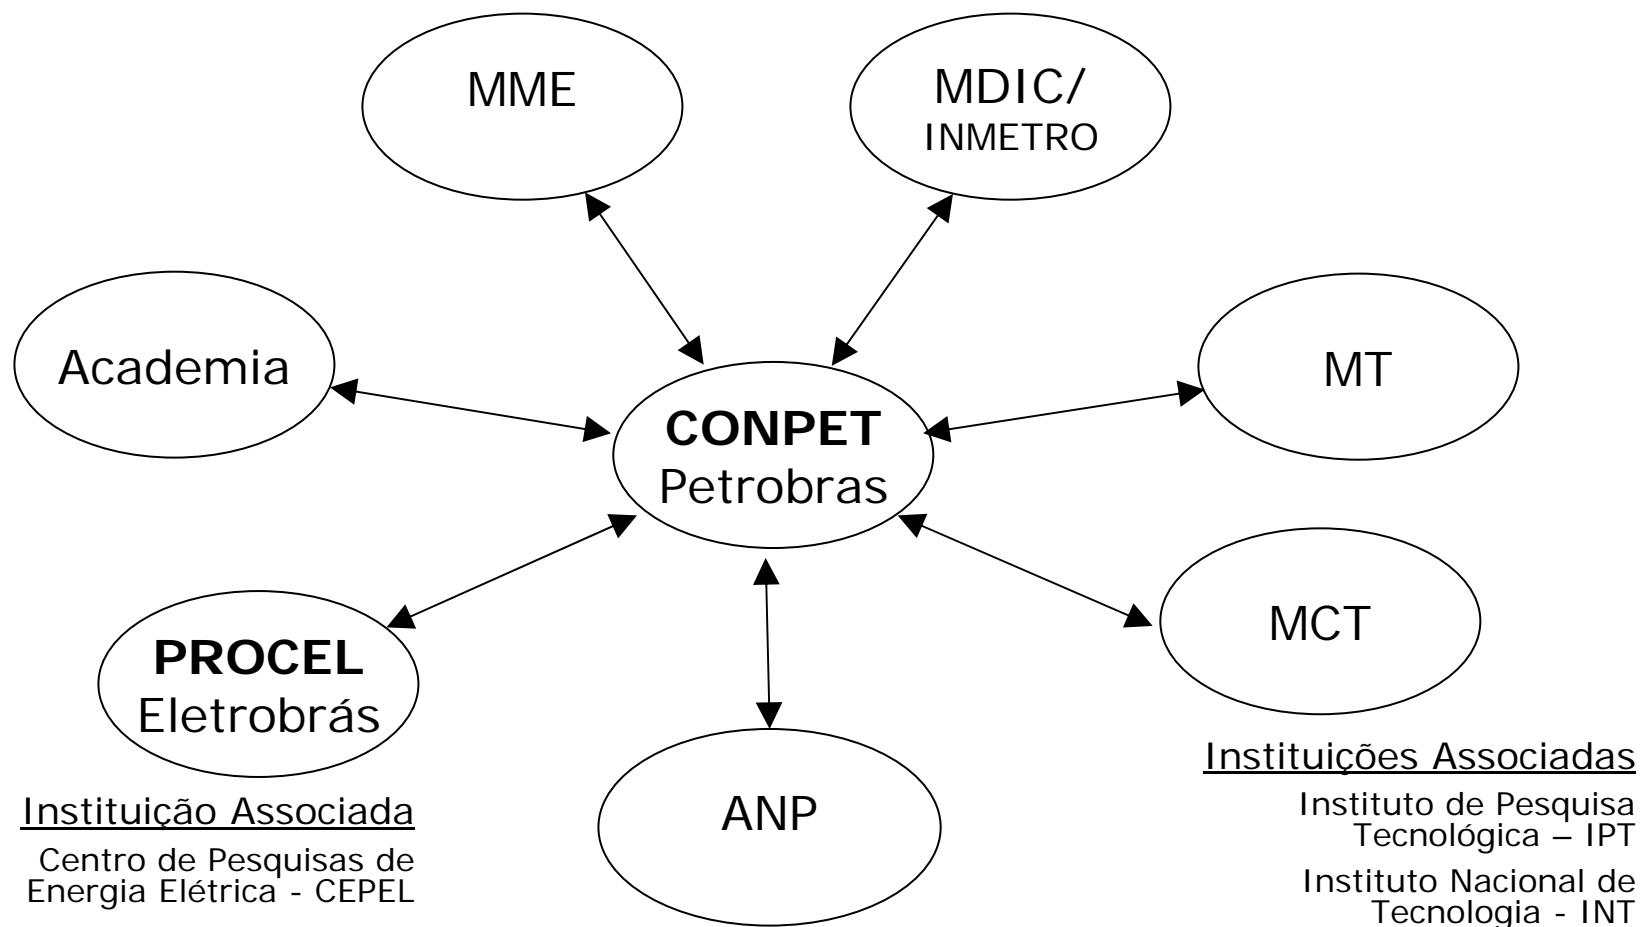 MME
MDIC/
INMETRO
Academia
MT
CONPET
Petrobras
MCT
PROCEL
Eletrobrás
ANP
Instituição Associada
Centro de Pesquisas de
Energia Elétrica - CEPEL
Instituições Associadas
Instituto de Pesquisa
Tecnológica – IPT
Instituto Nacional de
Tecnologia - INT